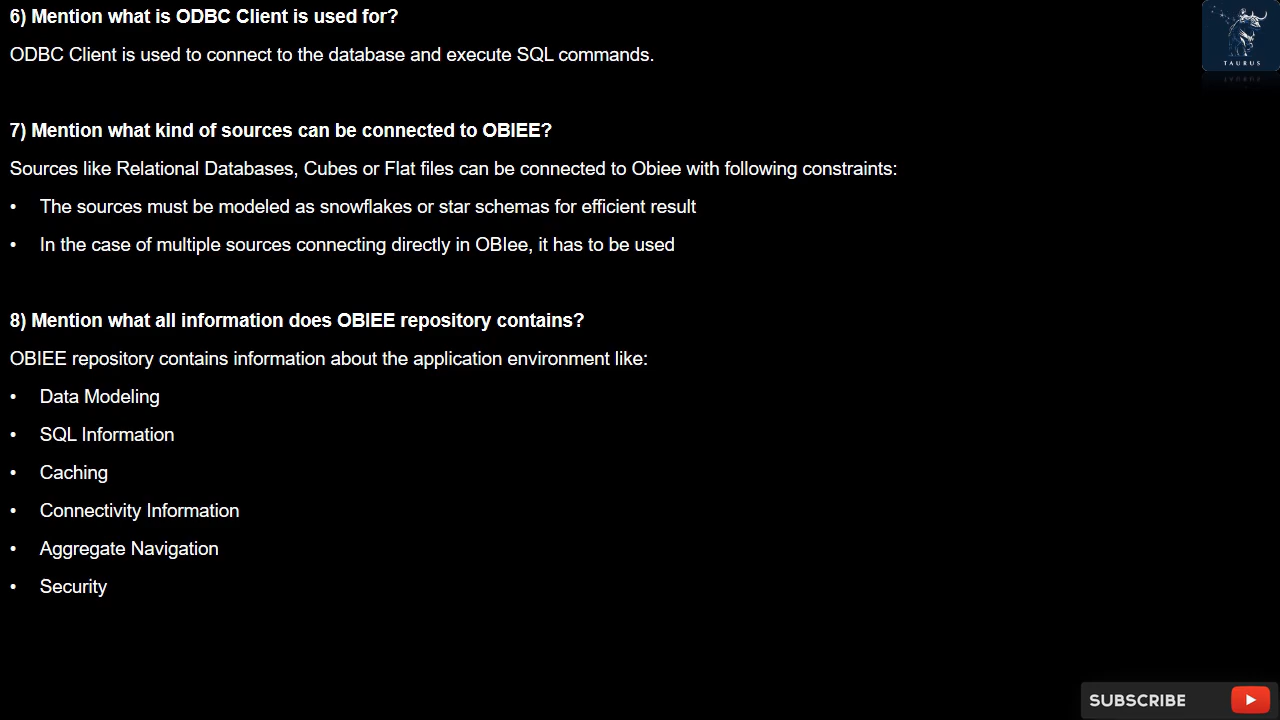 6) Mention what is ODBC Client is used for?
ODBC Client is used to connect to the database and execute SQL commands.
7) Mention what kind of sources can be connected to OBIEE?
Sources like Relational Databases, Cubes or Flat files can be connected to Obiee with following constraints:
• The sources must be modeled as snowflakes or star schemas for efficient result
• In the case of multiple sources connecting directly in OBIee, it has to be used
8) Mention what all information does OBIEE repository contains?
OBIEE repository contains information about the application environment like:
• Data Modeling
• SQL Information
• Caching
• Connectivity Information
• Aggregate Navigation
• Security
TAURUS
SUBSCRIBE